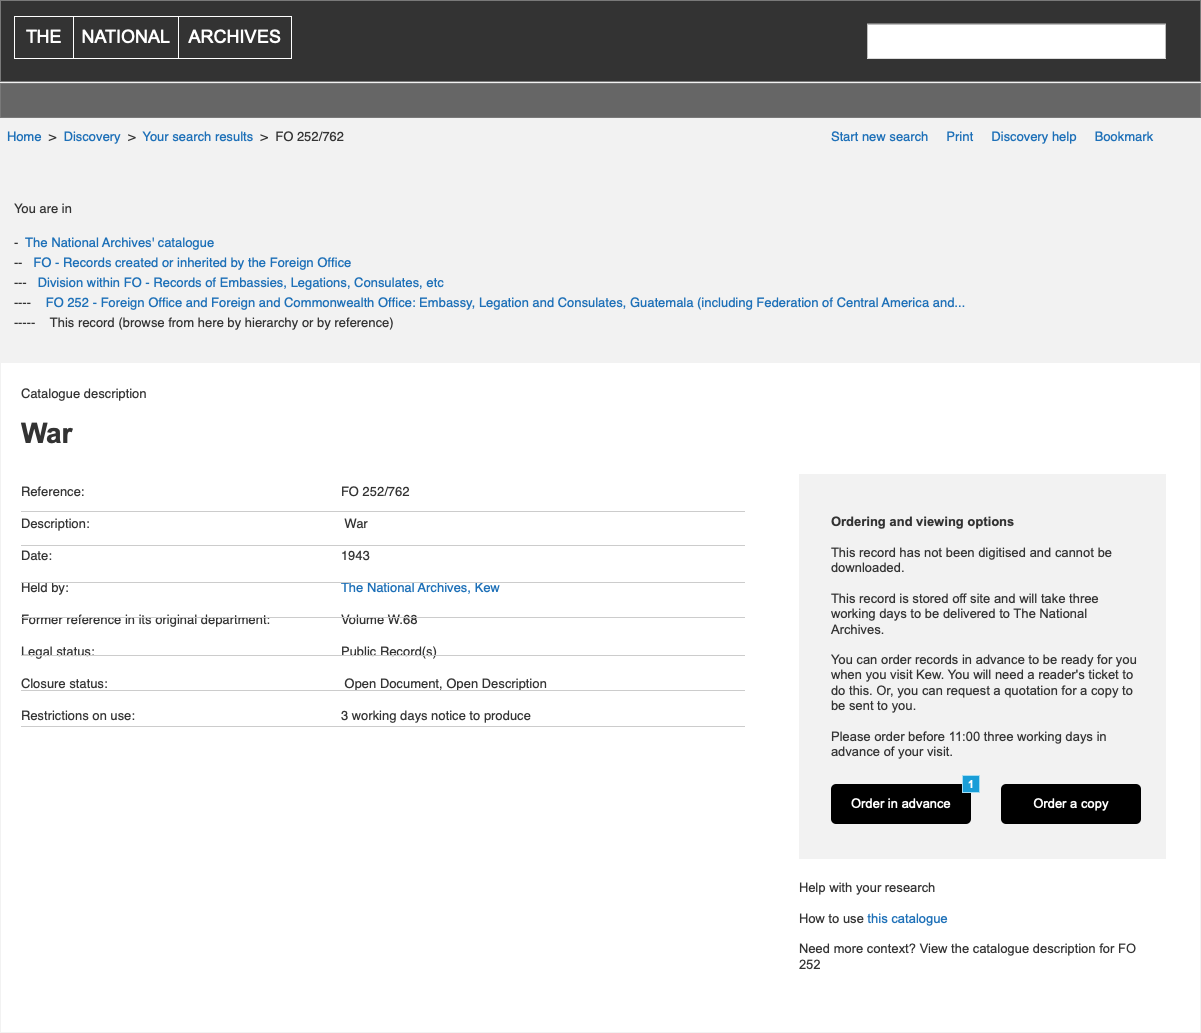 THE NATIONAL ARCHIVES
Home > Discovery > Your search results > FO 252/762
Start new search Print Discovery help Bookmark
You are in
- The National Archives' catalogue
-- FO - Records created or inherited by the Foreign Office
--- Division within FO - Records of Embassies, Legations, Consulates, etc
---- FO 252 - Foreign Office and Foreign and Commonwealth Office: Embassy, Legation and Consulates, Guatemala (including Federation of Central America and...
----- This record (browse from here by hierarchy or by reference)
Catalogue description
War
Reference: FO 252/762
Description: War
Date: 1943
Held by: The National Archives, Kew
Former reference in its original department: Volume W.68
Legal status: Public Record(s)
Closure status: Open Document, Open Description
Restrictions on use: 3 working days notice to produce
Ordering and viewing options
This record has not been digitised and cannot be
downloaded.
This record is stored off site and will take three
working days to be delivered to The National
Archives.
You can order records in advance to be ready for you
when you visit Kew. You will need a reader's ticket to
do this. Or, you can request a quotation for a copy to
be sent to you.
Please order before 11:00 three working days in
advance of your visit.
1
Order in advance Order a copy
Help with your research
How to use this catalogue
Need more context? View the catalogue description for FO
252